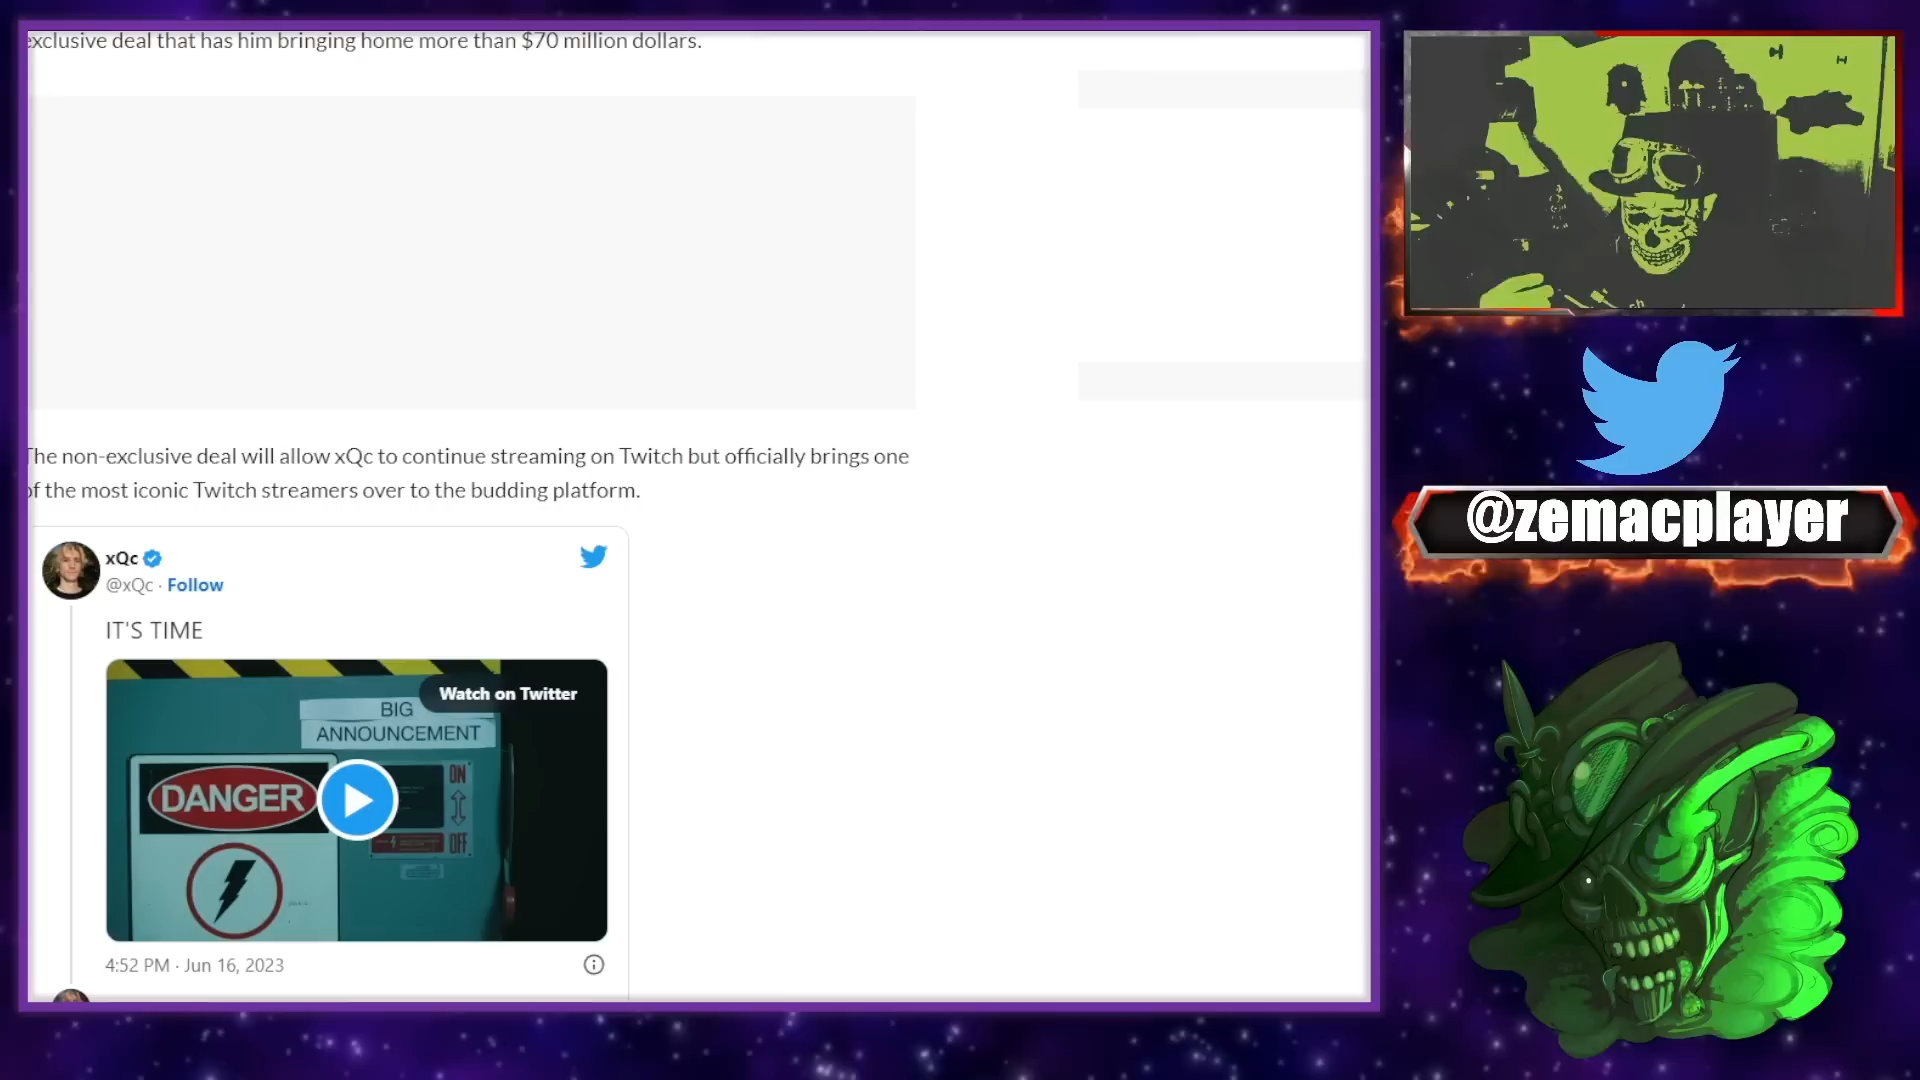 exclusive deal that has him bringing home more than $70 million dollars.
The non-exclusive deal will allow xQc to continue streaming on Twitch but officially brings one
of the most iconic Twitch streamers over to the budding platform.
xQc
@xQc · Follow
IT'S TIME
Watch on Twitter
BIG
ANNOUNCEMENT
DANGER
ON
OFF
4:52 PM · Jun 16, 2023
@zemacplayer